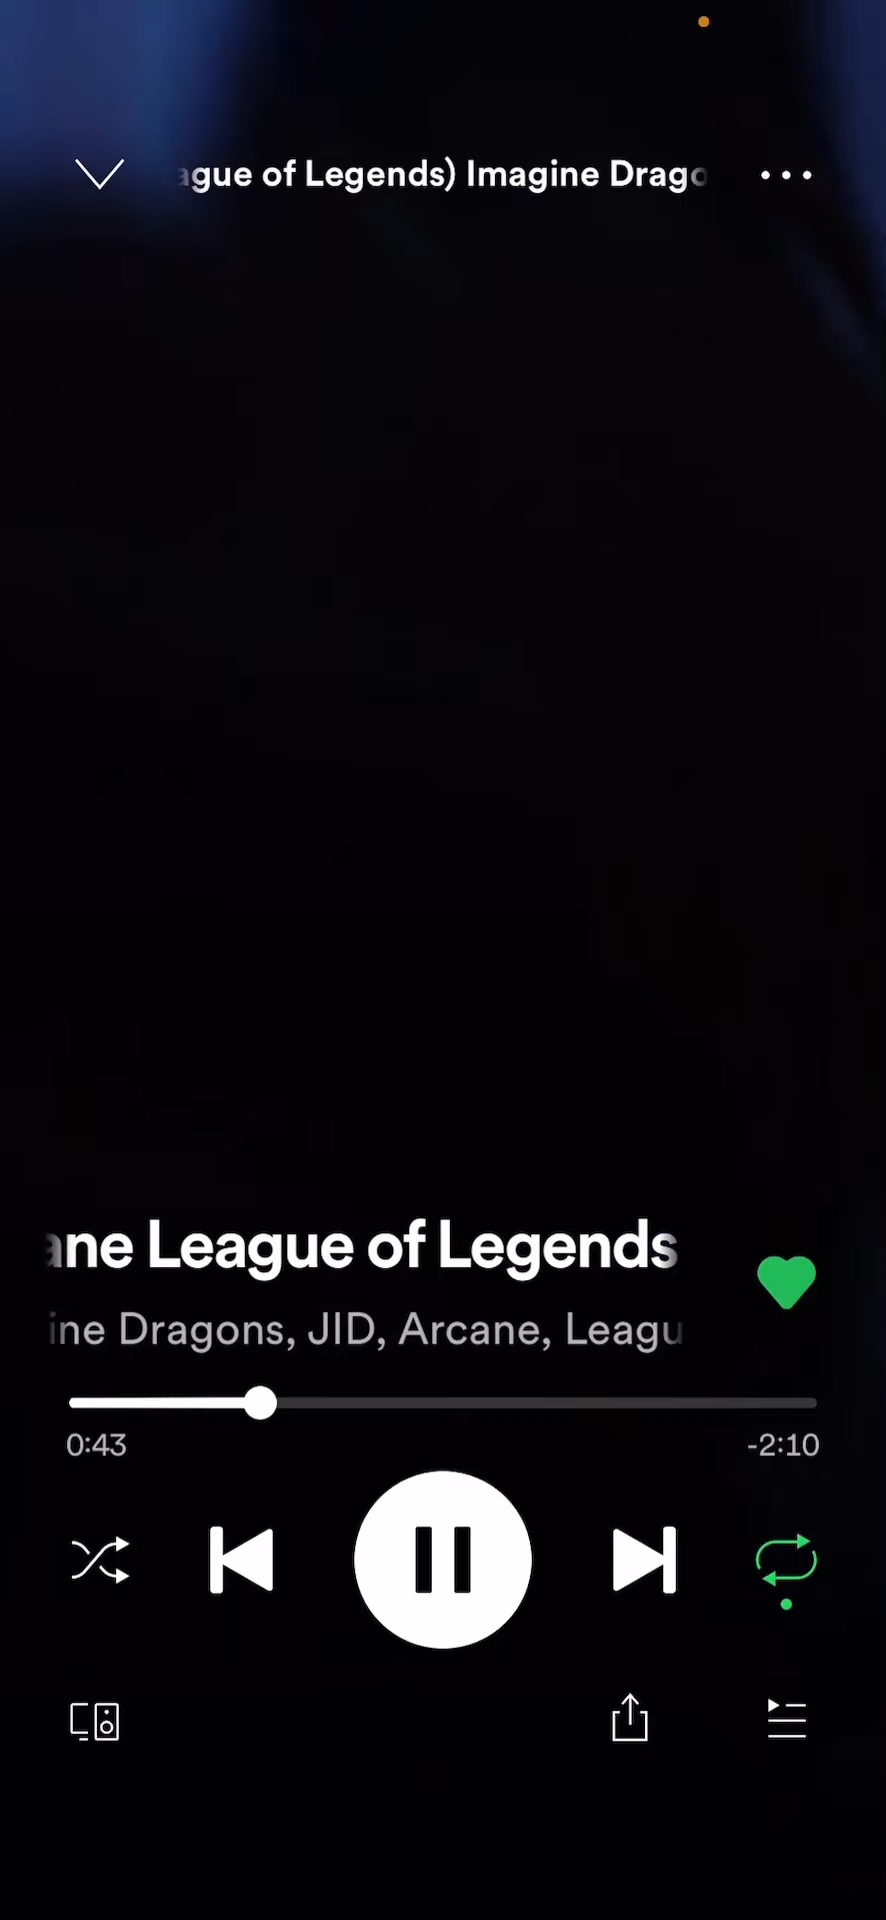 ague of Legends) Imagine Drago
ane League of Legends
ine Dragons, JID, Arcane, Leagu
0:43
-2:10